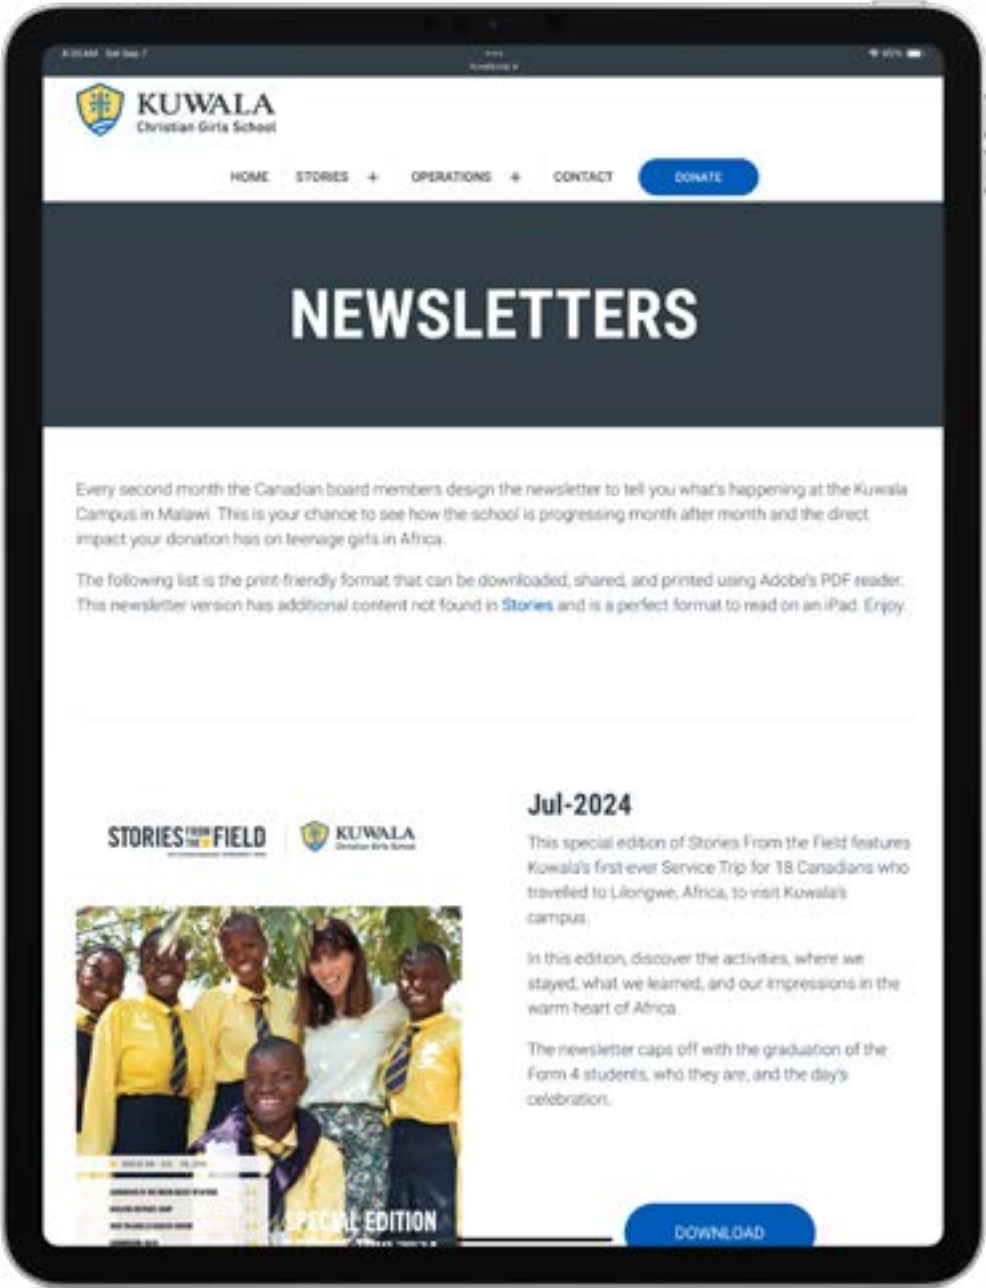 KUWALA
Christian Girls School
HOME STORIES + OPERATIONS + CONTACT DONATE
NEWSLETTERS
Every second month the Canadian board members design the newsletter to tell you what's happening at the Kuwala
Campus in Malawi. This is your chance to see how the school is progressing month after month and the direct
impact your donation has on teenage girls in Africa.
The following list is the print-friendly format that can be downloaded, shared, and printed using Adobe's PDF reader.
This newsletter version has additional content not found in Stories and is a perfect format to read on an iPad. Enjoy.
STORIES FROM THE FIELD
KUWALA
Christian Girls School
SPECIAL EDITION
Jul-2024
This special edition of Stories From the Field features
Kuwala's first-ever Service Trip for 18 Canadians who
travelled to Lilongwe, Africa, to visit Kuwala's
campus.
In this edition, discover the activities, where we
stayed, what we learned, and our impressions in the
warm heart of Africa.
The newsletter caps off with the graduation of the
Form 4 students, who they are, and the day's
celebration.
DOWNLOAD